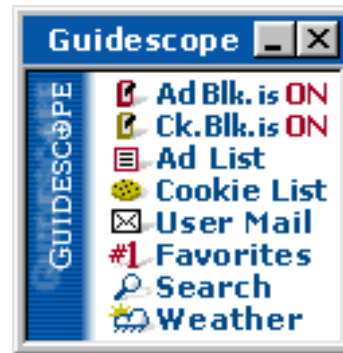 Guidescope
GUIDESCOPE
Ad Blk. is ON
Ck. Blk. is ON
Ad List
Cookie List
User Mail
#1 Favorites
Search
Weather